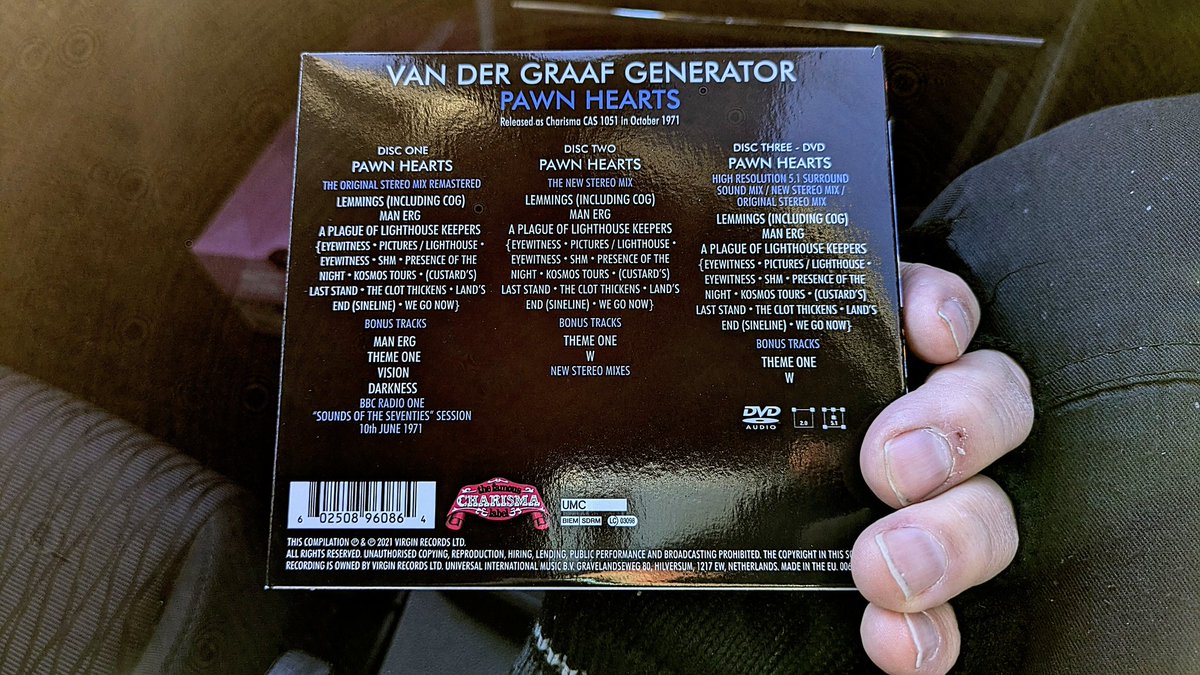 VAN DER GRAAF GENERATOR
PAWN HEARTS
Released as Charisma CAS 1051 in October 1971
DISC ONE
PAWN HEARTS
THE ORIGINAL STEREO MIX REMASTERED
LEMMINGS (INCLUDING COG)
MAN ERG
A PLAGUE OF LIGHTHOUSE KEEPERS
{EYEWITNESS • PICTURES / LIGHTHOUSE •
EYEWITNESS • SHM • PRESENCE OF THE
NIGHT • KOSMOS TOURS • (CUSTARD'S)
LAST STAND • THE CLOT THICKENS • LAND'S
END (SINELINE) • WE GO NOW}
BONUS TRACKS
MAN ERG
THEME ONE
VISION
DARKNESS
BBC RADIO ONE
"SOUNDS OF THE SEVENTIES" SESSION
10th JUNE 1971
DISC TWO
PAWN HEARTS
THE NEW STEREO MIX
LEMMINGS (INCLUDING COG)
MAN ERG
A PLAGUE OF LIGHTHOUSE KEEPERS
{EYEWITNESS • PICTURES / LIGHTHOUSE •
EYEWITNESS • SHM • PRESENCE OF THE
NIGHT • KOSMOS TOURS • (CUSTARD'S)
LAST STAND • THE CLOT THICKENS • LAND'S
END (SINELINE) • WE GO NOW}
BONUS TRACKS
THEME ONE
W
NEW STEREO MIXES
DISC THREE - DVD
PAWN HEARTS
HIGH RESOLUTION 5.1 SURROUND
SOUND MIX / NEW STEREO MIX /
ORIGINAL STEREO MIX
LEMMINGS (INCLUDING COG)
MAN ERG
A PLAGUE OF LIGHTHOUSE KEEPERS
{EYEWITNESS • PICTURES / LIGHTHOUSE •
EYEWITNESS • SHM • PRESENCE OF THE
NIGHT • KOSMOS TOURS • (CUSTARD'S)
LAST STAND • THE CLOT THICKENS • LAND'S
END (SINELINE) • WE GO NOW}
BONUS TRACKS
THEME ONE
W
DVD
AUDIO
2.0
5.1
6 02508 96086 4
the famous
CHARISMA
label
UMC
BIEM SDRM LC 03098
THIS COMPILATION ℗ & © 2021 VIRGIN RECORDS LTD.
ALL RIGHTS RESERVED. UNAUTHORISED COPYING, REPRODUCTION, HIRING, LENDING, PUBLIC PERFORMANCE AND BROADCASTING PROHIBITED. THE COPYRIGHT IN THIS
RECORDING IS OWNED BY VIRGIN RECORDS LTD. UNIVERSAL INTERNATIONAL MUSIC B.V. GRAVELANDSEWEG 80, HILVERSUM, 1217 EW, NETHERLANDS. MADE IN THE EU.